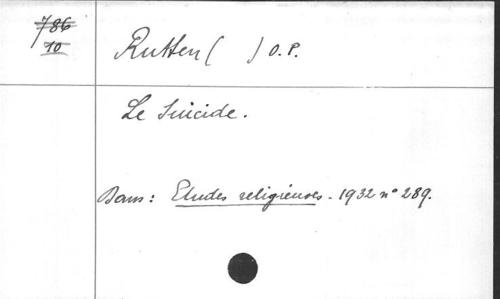 786
10
Rutten ( ) O.P.
Le Suicide.
Dans : Etudes religieuses. 1932 n° 289.